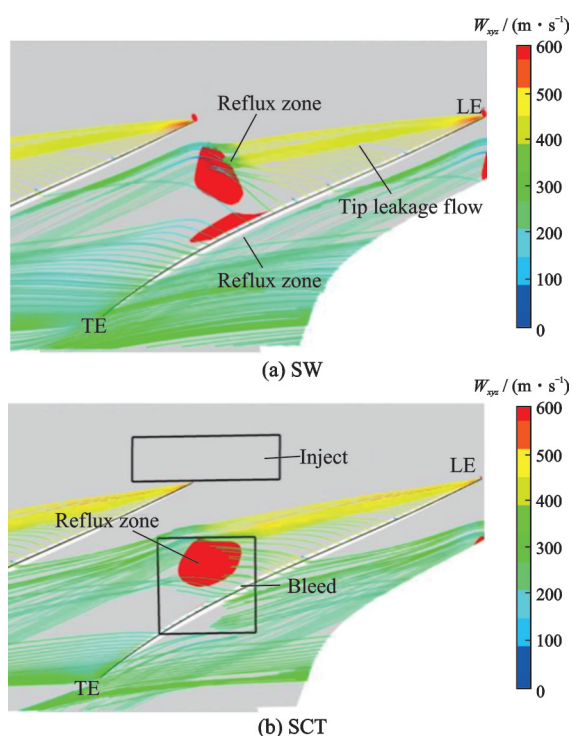 W_xyz / (m · s⁻¹)
600
500
400
300
200
100
0
LE
Reflux zone
Tip leakage flow
Reflux zone
TE
(a) SW
W_xyz / (m · s⁻¹)
600
500
400
300
200
100
0
Inject
LE
Reflux zone
Bleed
TE
(b) SCT